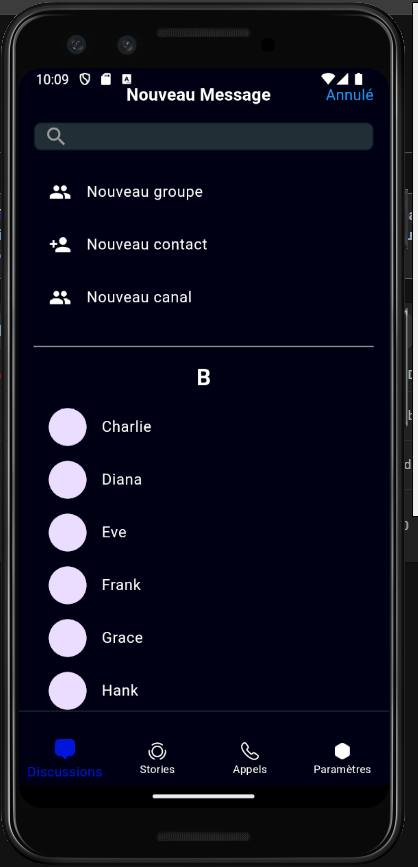 10:09
Nouveau Message
Annulé
Nouveau groupe
Nouveau contact
Nouveau canal
B
Charlie
Diana
Eve
Frank
Grace
Hank
Discussions
Stories
Appels
Paramètres